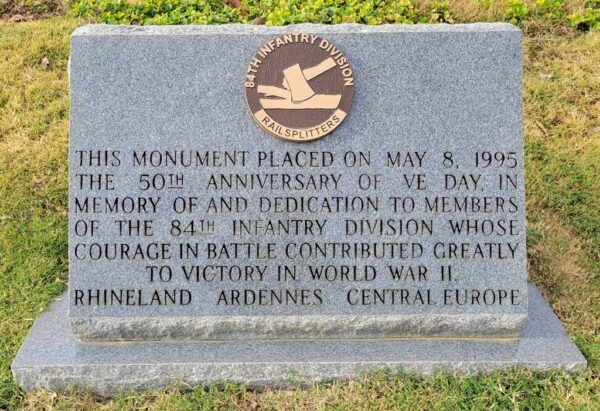 84TH INFANTRY DIVISION
RAILSPLITTERS
THIS MONUMENT PLACED ON MAY 8, 1995
THE 50TH ANNIVERSARY OF VE DAY, IN
MEMORY OF AND DEDICATION TO MEMBERS
OF THE 84TH INFANTRY DIVISION WHOSE
COURAGE IN BATTLE CONTRIBUTED GREATLY
TO VICTORY IN WORLD WAR II.
RHINELAND ARDENNES CENTRAL EUROPE